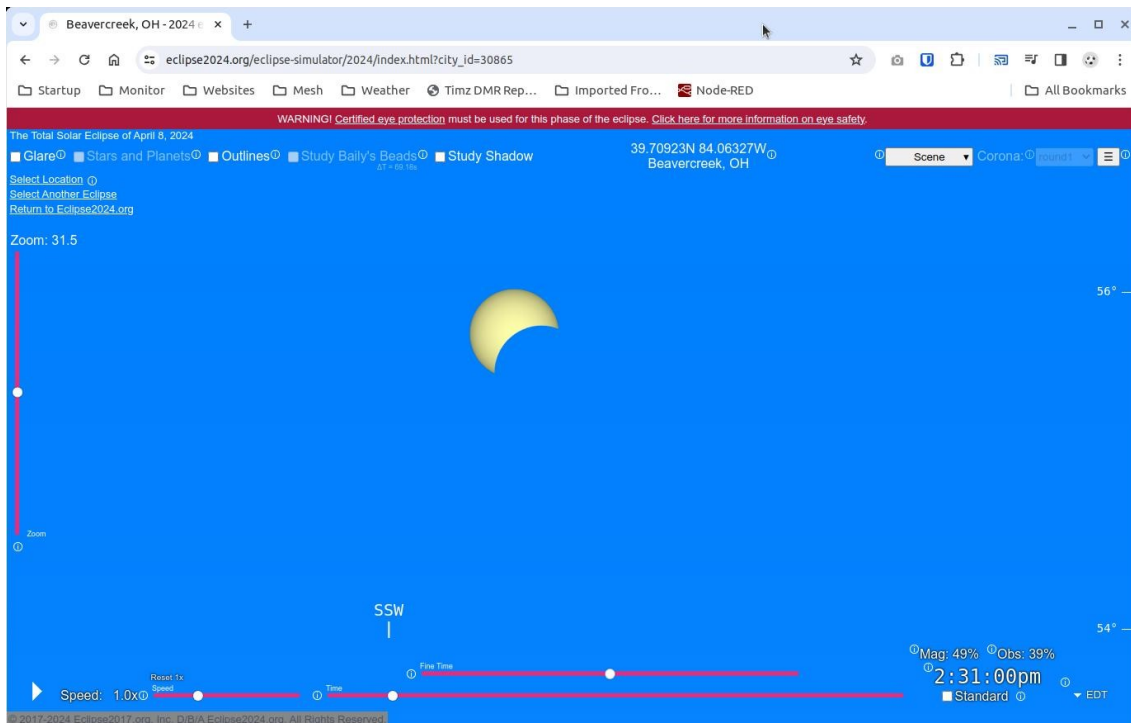 Beavercreek, OH - 2024 e
eclipse2024.org/eclipse-simulator/2024/index.html?city_id=30865
Startup Monitor Websites Mesh Weather Timz DMR Rep... Imported Fro... Node-RED All Bookmarks
WARNING! Certified eye protection must be used for this phase of the eclipse. Click here for more information on eye safety.
The Total Solar Eclipse of April 8, 2024
Glare Stars and Planets Outlines Study Baily's Beads Study Shadow
ΔT = 69.18s
39.70923N 84.06327W
Beavercreek, OH
Scene Corona: round1
Select Location
Select Another Eclipse
Return to Eclipse2024.org
Zoom: 31.5
56°
Zoom
SSW
54°
Mag: 49% Obs: 39%
Fine Time
2:31:00pm
Reset 1x
Speed: 1.0x Speed Time
Standard EDT
© 2017-2024 Eclipse2017.org, Inc. D/B/A Eclipse2024.org. All Rights Reserved.